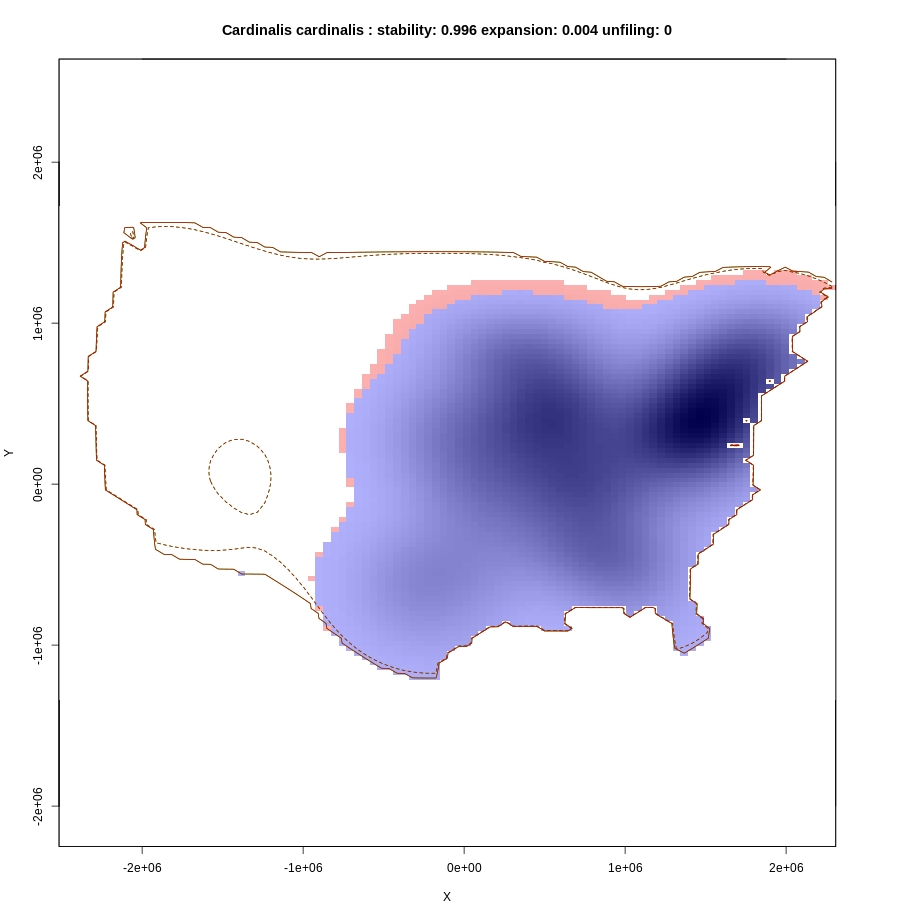 Cardinalis cardinalis : stability: 0.996 expansion: 0.004 unfiling: 0
2e+06
1e+06
0e+00
-1e+06
-2e+06
Y
-2e+06 -1e+06 0e+00 1e+06 2e+06
X